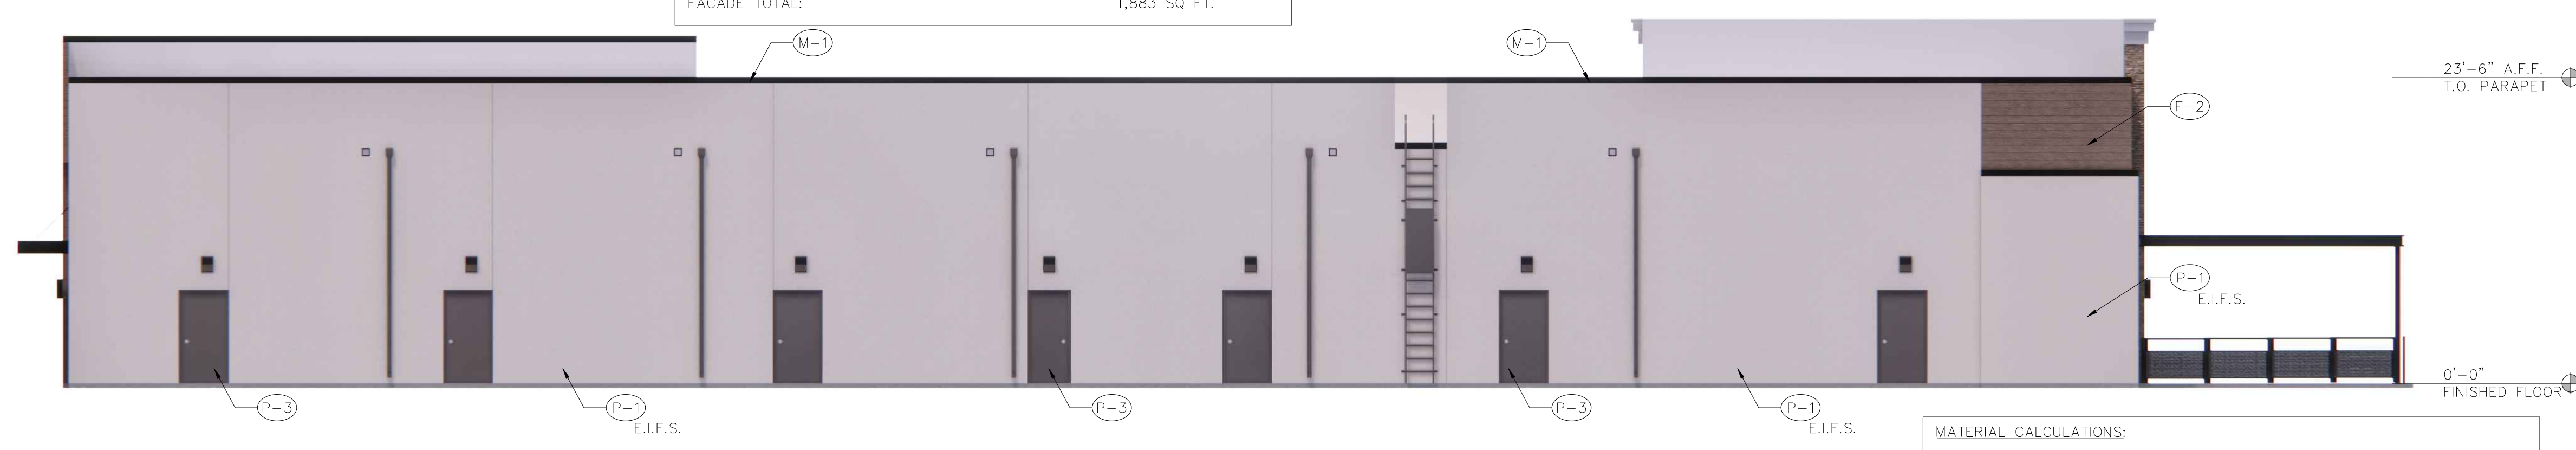 FACADE TOTAL: 1,883 SQ FT.
M-1
M-1
23'-6" A.F.F.
T.O. PARAPET
F-2
P-1
E.I.F.S.
0'-0"
FINISHED FLOOR
P-3
P-1
E.I.F.S.
P-3
P-3
P-1
E.I.F.S.
MATERIAL CALCULATIONS: